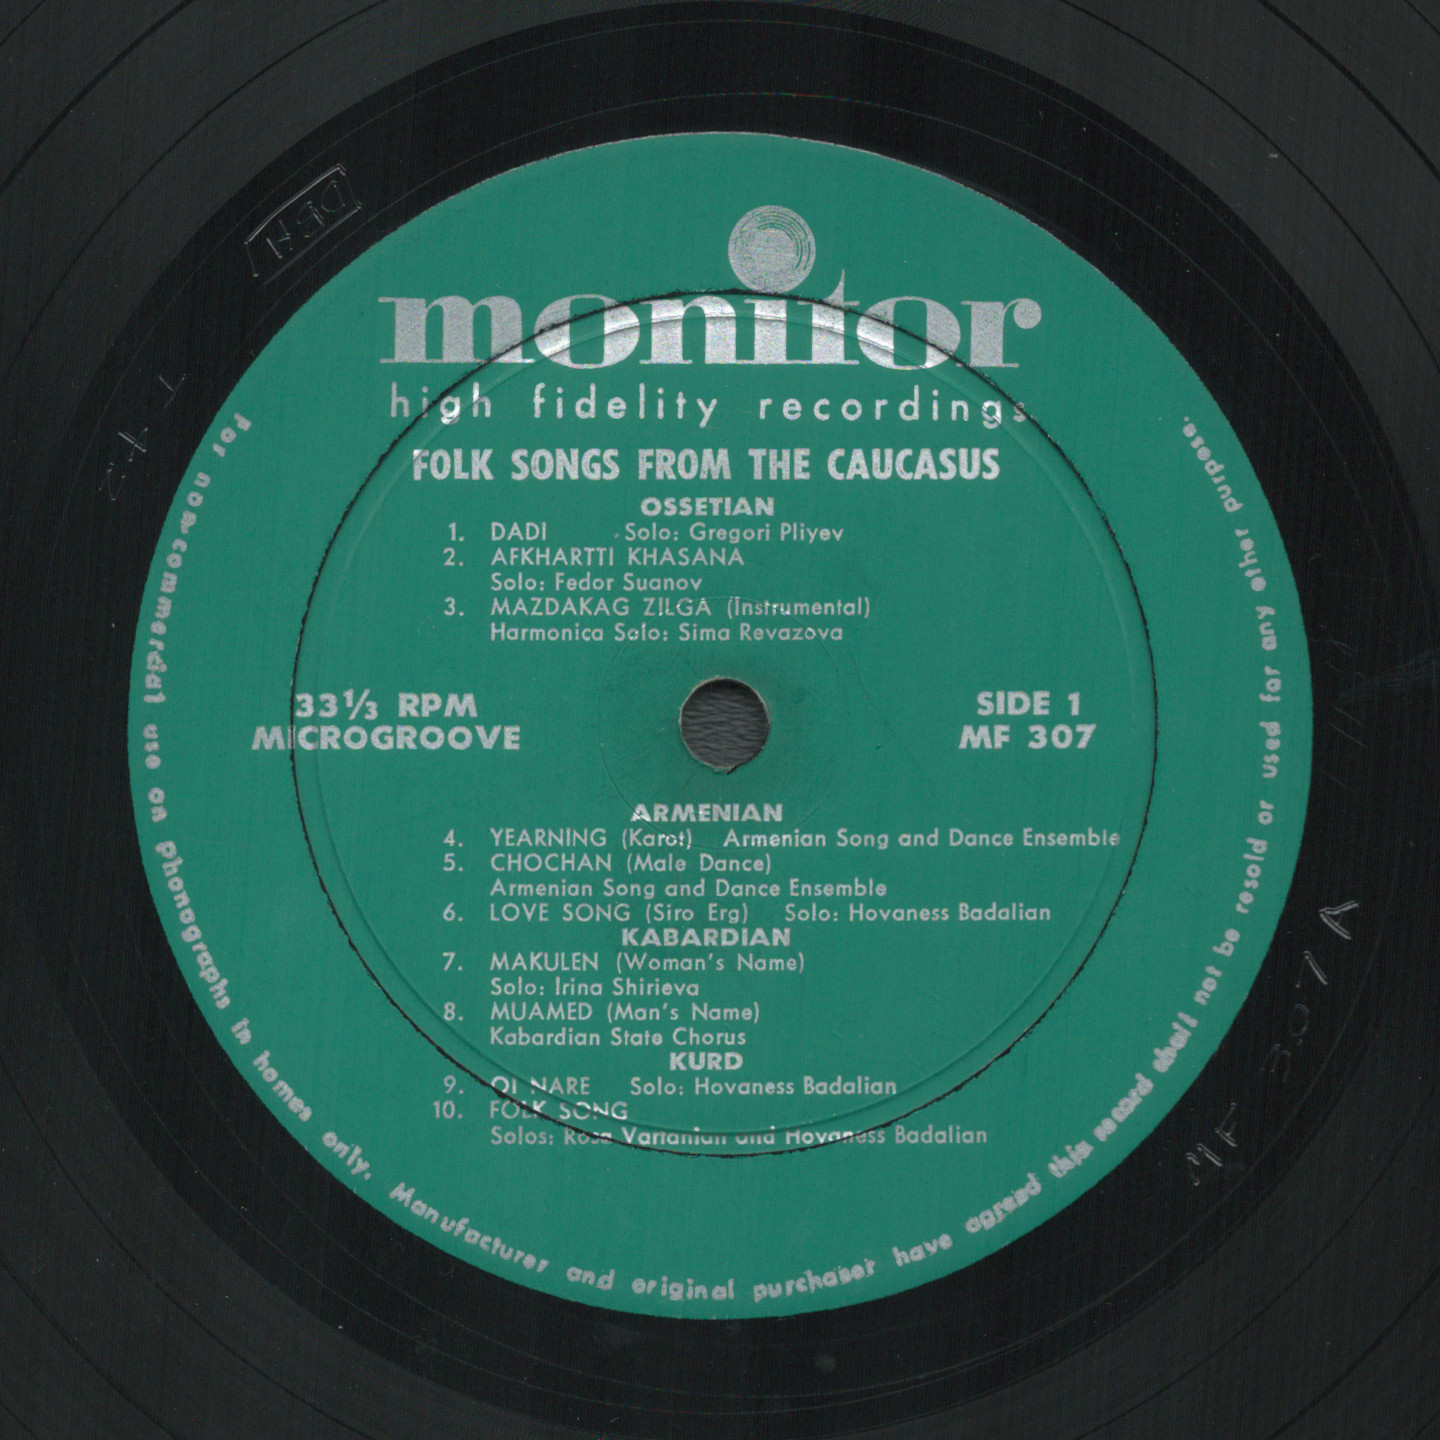 monitor
high fidelity recordings
FOLK SONGS FROM THE CAUCASUS
OSSETIAN
1. DADI Solo: Gregori Pliyev
2. AFKHARTTI KHASANA
Solo: Fedor Suanov
3. MAZDAKAG ZILGA (Instrumental)
Harmonica Solo: Sima Revazova
33⅓ RPM
MICROGROOVE
SIDE 1
MF 307
ARMENIAN
4. YEARNING (Karot) Armenian Song and Dance Ensemble
5. CHOCHAN (Male Dance)
Armenian Song and Dance Ensemble
6. LOVE SONG (Siro Erg) Solo: Hovaness Badalian
KABARDIAN
7. MAKULEN (Woman's Name)
Solo: Irina Shirieva
8. MUAMED (Man's Name)
Kabardian State Chorus
KURD
9. OI NARE Solo: Hovaness Badalian
10. FOLK SONG
Solos: Rosa Vartanian and Hovaness Badalian
For non-commercial use on phonographs in homes only. Manufacturer and original purchaser have agreed this record shall not be resold or used for any other purpose.
MF 307 A